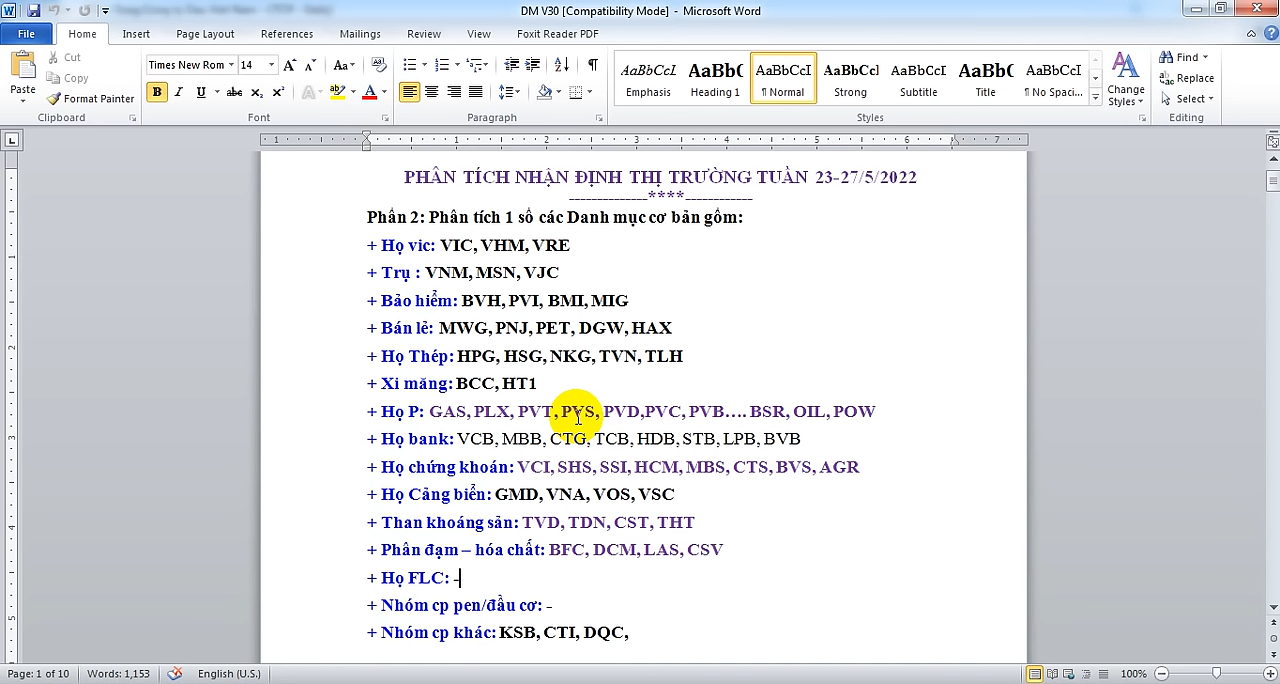 DM V30 [Compatibility Mode] - Microsoft Word
File Home Insert Page Layout References Mailings Review View Foxit Reader PDF
Paste
Cut
Copy
Format Painter
Clipboard
Times New Rom 14
Font
Paragraph
AaBbCcI AaBb( AaBbCcI AaBbCcl AaBbCcI AaBb( AaBbCcI
Emphasis Heading 1 ¶ Normal Strong Subtitle Title ¶ No Spaci...
Styles
Change Styles
Find
Replace
Select
Editing
PHÂN TÍCH NHẬN ĐỊNH THỊ TRƯỜNG TUẦN 23-27/5/2022
--------------****------------
Phần 2: Phân tích 1 số các Danh mục cơ bản gồm:
+ Họ vic: VIC, VHM, VRE
+ Trụ : VNM, MSN, VJC
+ Bảo hiểm: BVH, PVI, BMI, MIG
+ Bán lẻ: MWG, PNJ, PET, DGW, HAX
+ Họ Thép: HPG, HSG, NKG, TVN, TLH
+ Xi măng: BCC, HT1
+ Họ P: GAS, PLX, PVT, PVS, PVD,PVC, PVB…. BSR, OIL, POW
+ Họ bank: VCB, MBB, CTG, TCB, HDB, STB, LPB, BVB
+ Họ chứng khoán: VCI, SHS, SSI, HCM, MBS, CTS, BVS, AGR
+ Họ Cảng biển: GMD, VNA, VOS, VSC
+ Than khoáng sản: TVD, TDN, CST, THT
+ Phân đạm – hóa chất: BFC, DCM, LAS, CSV
+ Họ FLC: -
+ Nhóm cp pen/đầu cơ: -
+ Nhóm cp khác: KSB, CTI, DQC,
Page: 1 of 10 Words: 1,153 English (U.S.) 100%